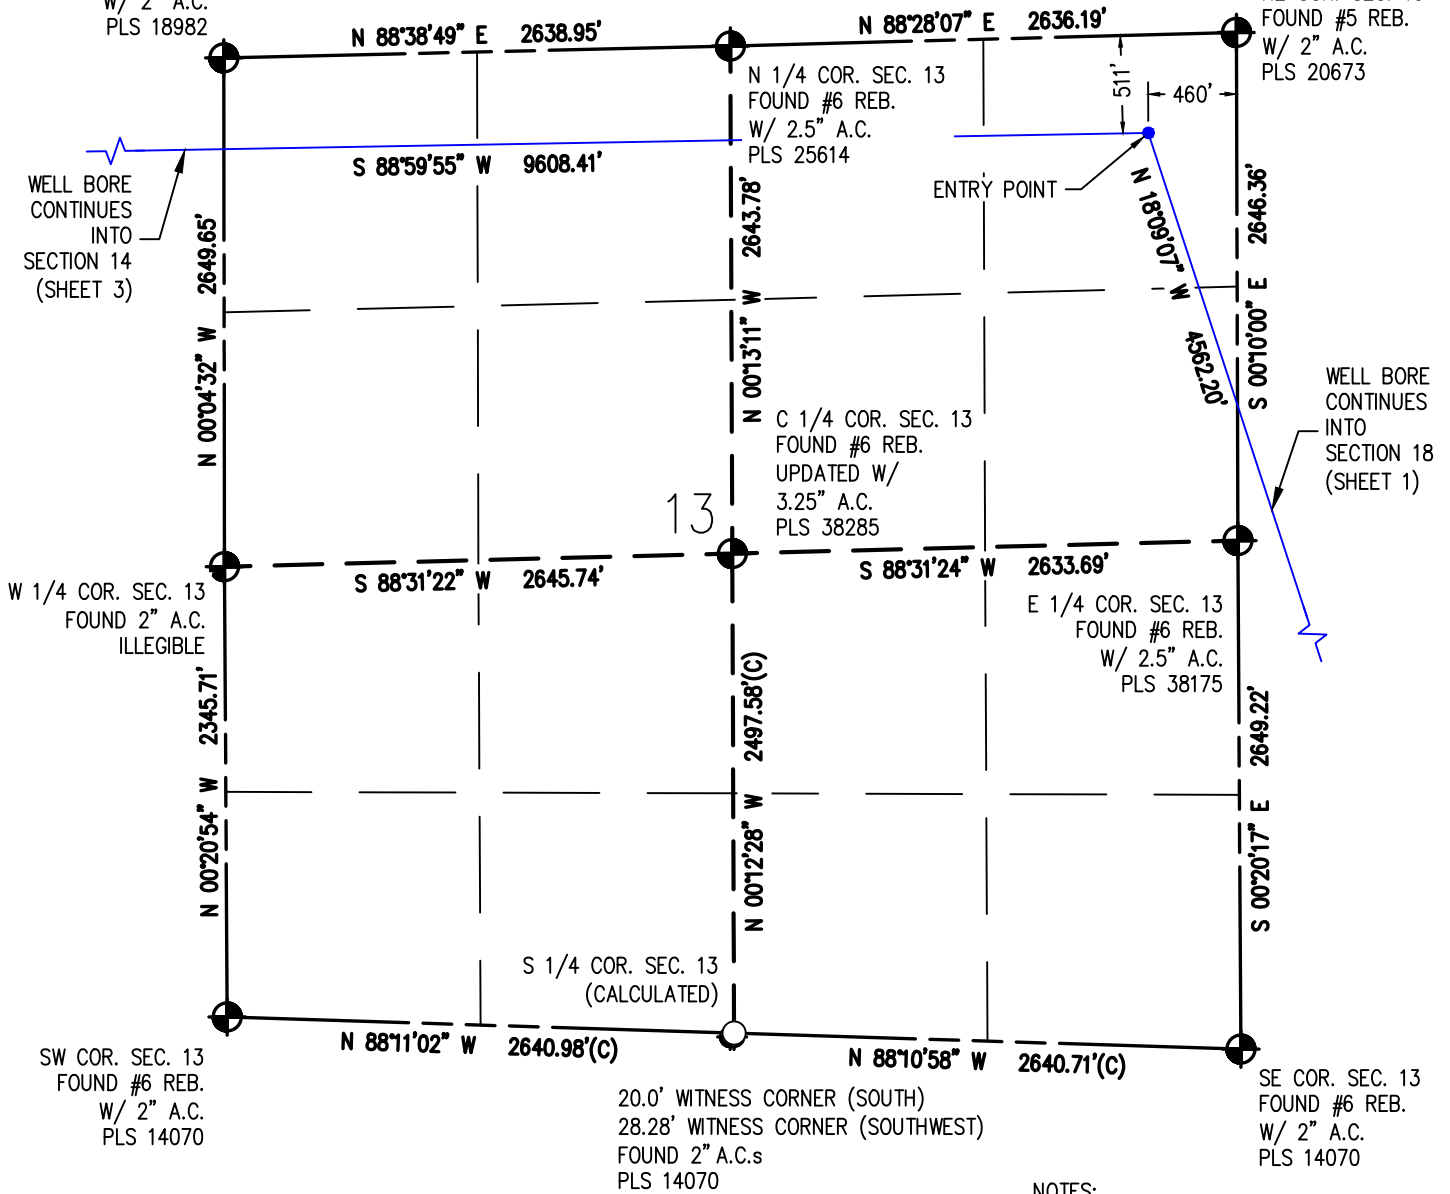 W/ 2" A.C.
PLS 18982
N 88°38'49" E 2638.95'
N 88°28'07" E 2636.19'
FOUND #5 REB.
W/ 2" A.C.
PLS 20673
N 1/4 COR. SEC. 13
FOUND #6 REB.
W/ 2.5" A.C.
PLS 25614
511'
460'
S 88°59'55" W 9608.41'
ENTRY POINT
WELL BORE
CONTINUES
INTO
SECTION 14
(SHEET 3)
N 00°04'32" W 2649.65'
N 00°13'11" W 2643.78'
N 18°09'07" W 4562.20'
S 00°10'00" E 2646.36'
WELL BORE
CONTINUES
INTO
SECTION 18
(SHEET 1)
C 1/4 COR. SEC. 13
FOUND #6 REB.
UPDATED W/
3.25" A.C.
PLS 38285
13
S 88°31'22" W 2645.74'
S 88°31'24" W 2633.69'
W 1/4 COR. SEC. 13
FOUND 2" A.C.
ILLEGIBLE
E 1/4 COR. SEC. 13
FOUND #6 REB.
W/ 2.5" A.C.
PLS 38175
N 00°20'54" W 2345.71'
N 00°12'28" W 2497.58'(C)
S 00°20'17" E 2649.22'
S 1/4 COR. SEC. 13
(CALCULATED)
N 88°11'02" W 2640.98'(C)
N 88°10'58" W 2640.71'(C)
SW COR. SEC. 13
FOUND #6 REB.
W/ 2" A.C.
PLS 14070
20.0' WITNESS CORNER (SOUTH)
28.28' WITNESS CORNER (SOUTHWEST)
FOUND 2" A.C.s
PLS 14070
SE COR. SEC. 13
FOUND #6 REB.
W/ 2" A.C.
PLS 14070
NOTES: